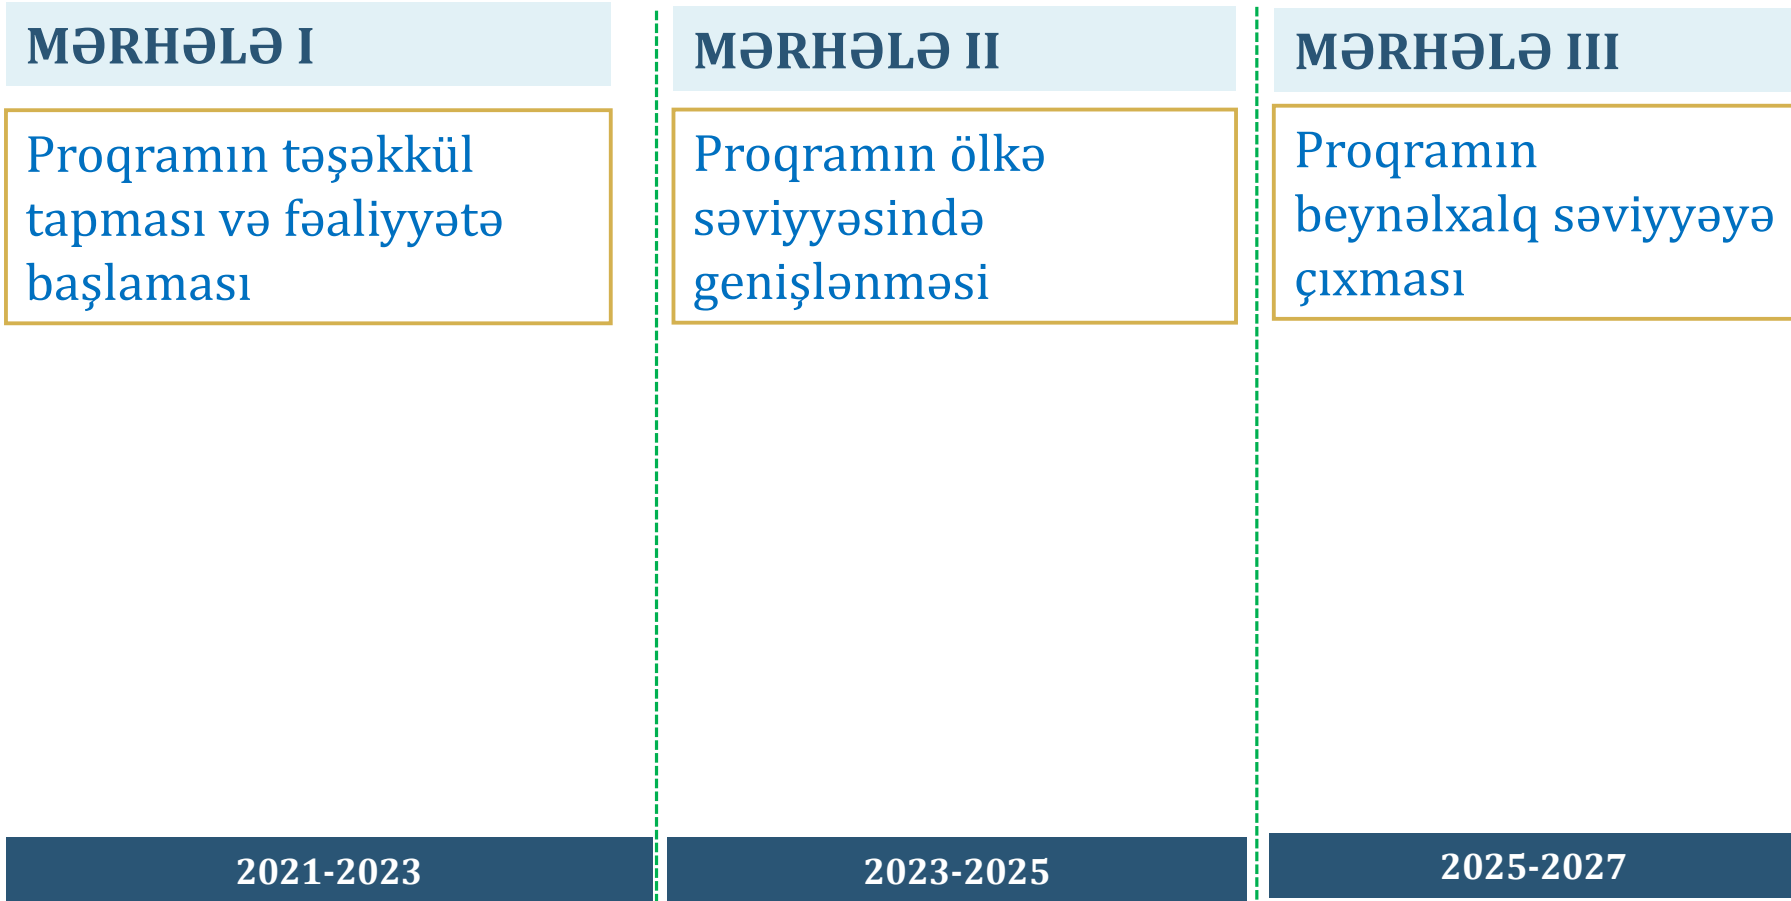 MƏRHƏLƏ I
Proqramın təşəkkül
tapması və fəaliyyətə
başlaması
2021-2023
MƏRHƏLƏ II
Proqramın ölkə
səviyyəsində
genişlənməsi
2023-2025
MƏRHƏLƏ III
Proqramın
beynəlxalq səviyyəyə
çıxması
2025-2027